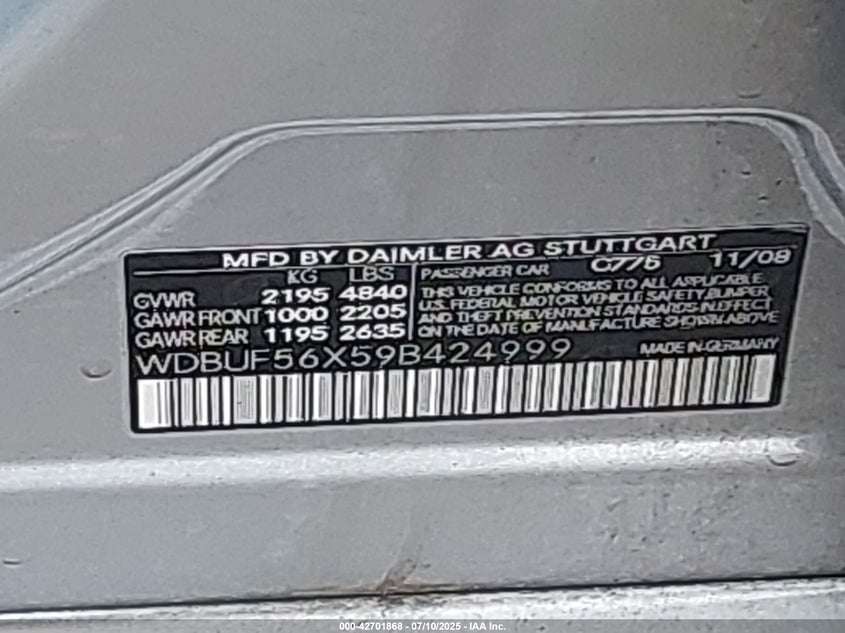 MFD BY DAIMLER AG STUTTGART
KG LBS
GVWR 2195 4840
GAWR FRONT 1000 2205
GAWR REAR 1195 2635
PASSENGER CAR C776 11/08
THIS VEHICLE CONFORMS TO ALL APPLICABLE
U.S. FEDERAL MOTOR VEHICLE SAFETY, BUMPER
AND THEFT PREVENTION STANDARDS IN EFFECT
ON THE DATE OF MANUFACTURE SHOWN ABOVE
WDBUF56X59B424999
MADE IN GERMANY
000-42701868 - 07/10/2025 - IAA Inc.